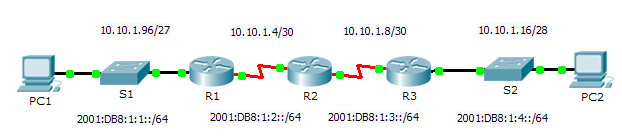 10.10.1.96/27
10.10.1.4/30
10.10.1.8/30
10.10.1.16/28
PC1
S1
R1
R2
R3
S2
PC2
2001:DB8:1:1::/64
2001:DB8:1:2::/64
2001:DB8:1:3::/64
2001:DB8:1:4::/64